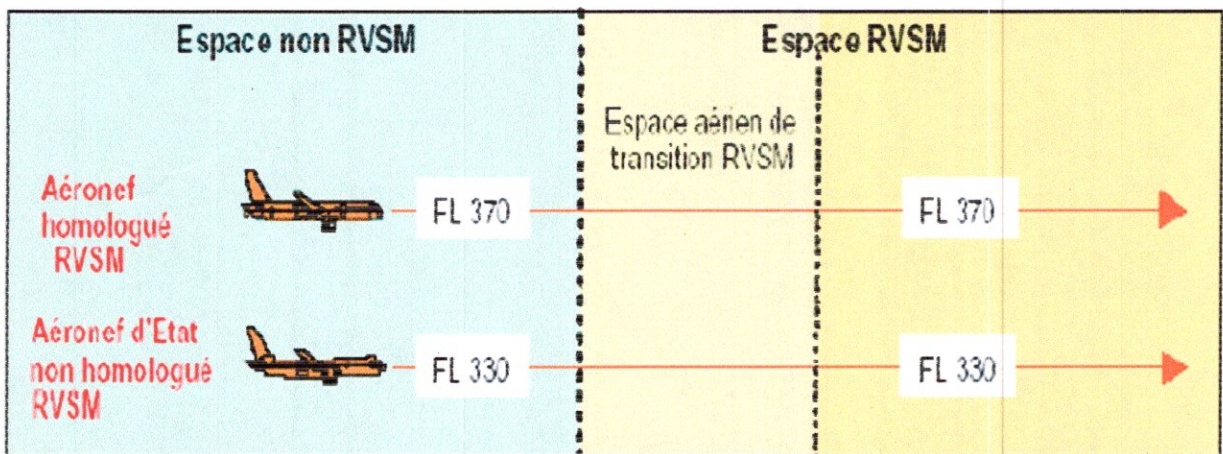 Espace non RVSM
Espace RVSM
Espace aérien de
transition RVSM
Aéronef
homologué
RVSM
FL 370
FL 370
Aéronef d'Etat
non homologué
RVSM
FL 330
FL 330